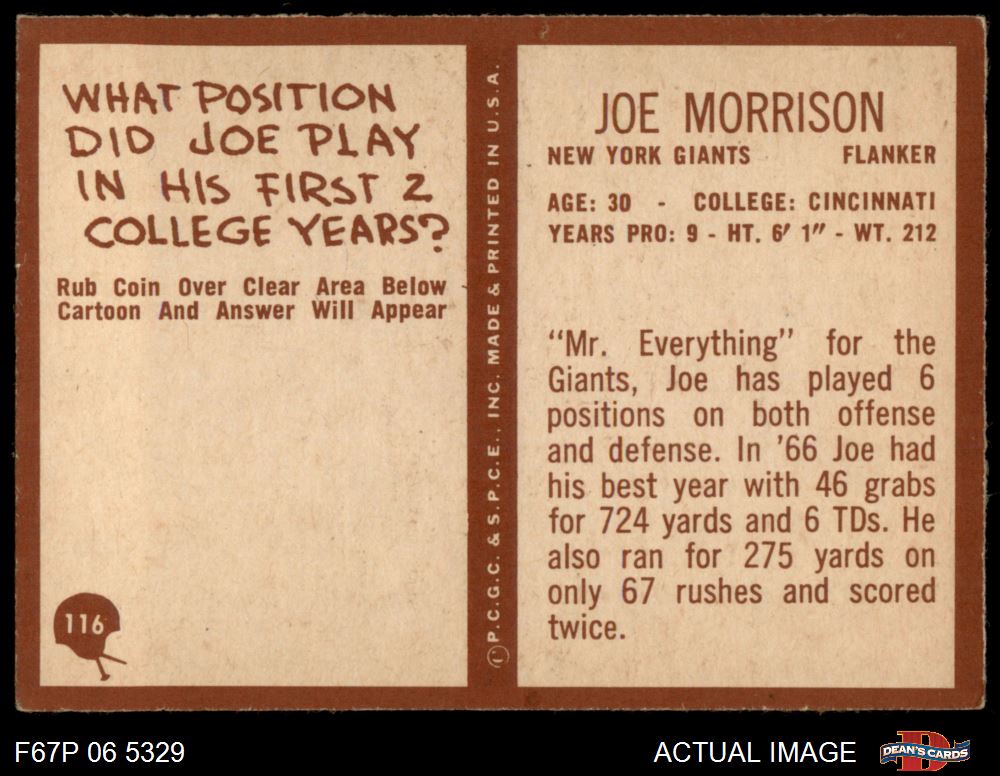 WHAT POSITION
DID JOE PLAY
IN HIS FIRST 2
COLLEGE YEARS?
Rub Coin Over Clear Area Below
Cartoon And Answer Will Appear
116
P.C.G.C. & S.P.C.E., INC. MADE & PRINTED IN U.S.A.
JOE MORRISON
NEW YORK GIANTS FLANKER
AGE: 30 - COLLEGE: CINCINNATI
YEARS PRO: 9 - HT. 6' 1" - WT. 212
"Mr. Everything" for the
Giants, Joe has played 6
positions on both offense
and defense. In '66 Joe had
his best year with 46 grabs
for 724 yards and 6 TDs. He
also ran for 275 yards on
only 67 rushes and scored
twice.
F67P 06 5329
ACTUAL IMAGE
D
DEAN'S CARDS